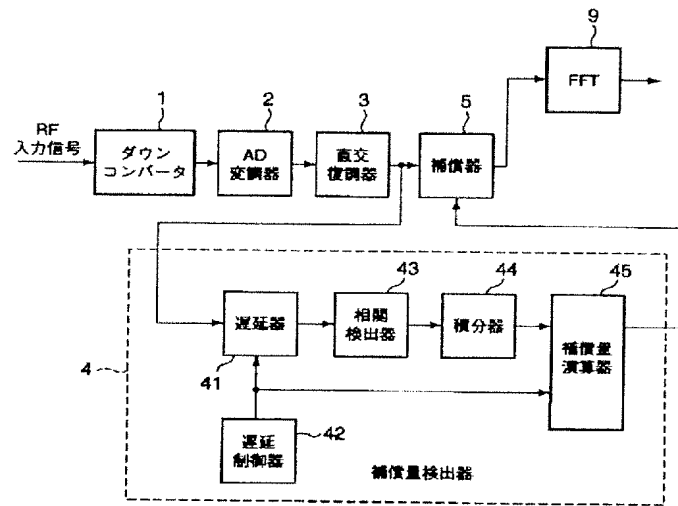 9
FFT
1
2
3
5
RF
入力信号
ダウン
コンバータ
AD
変調器
直交
復調器
補償器
43
44
45
遅延器
相関
検出器
積分器
補償量
演算器
4
41
42
遅延
制御器
補償量検出器